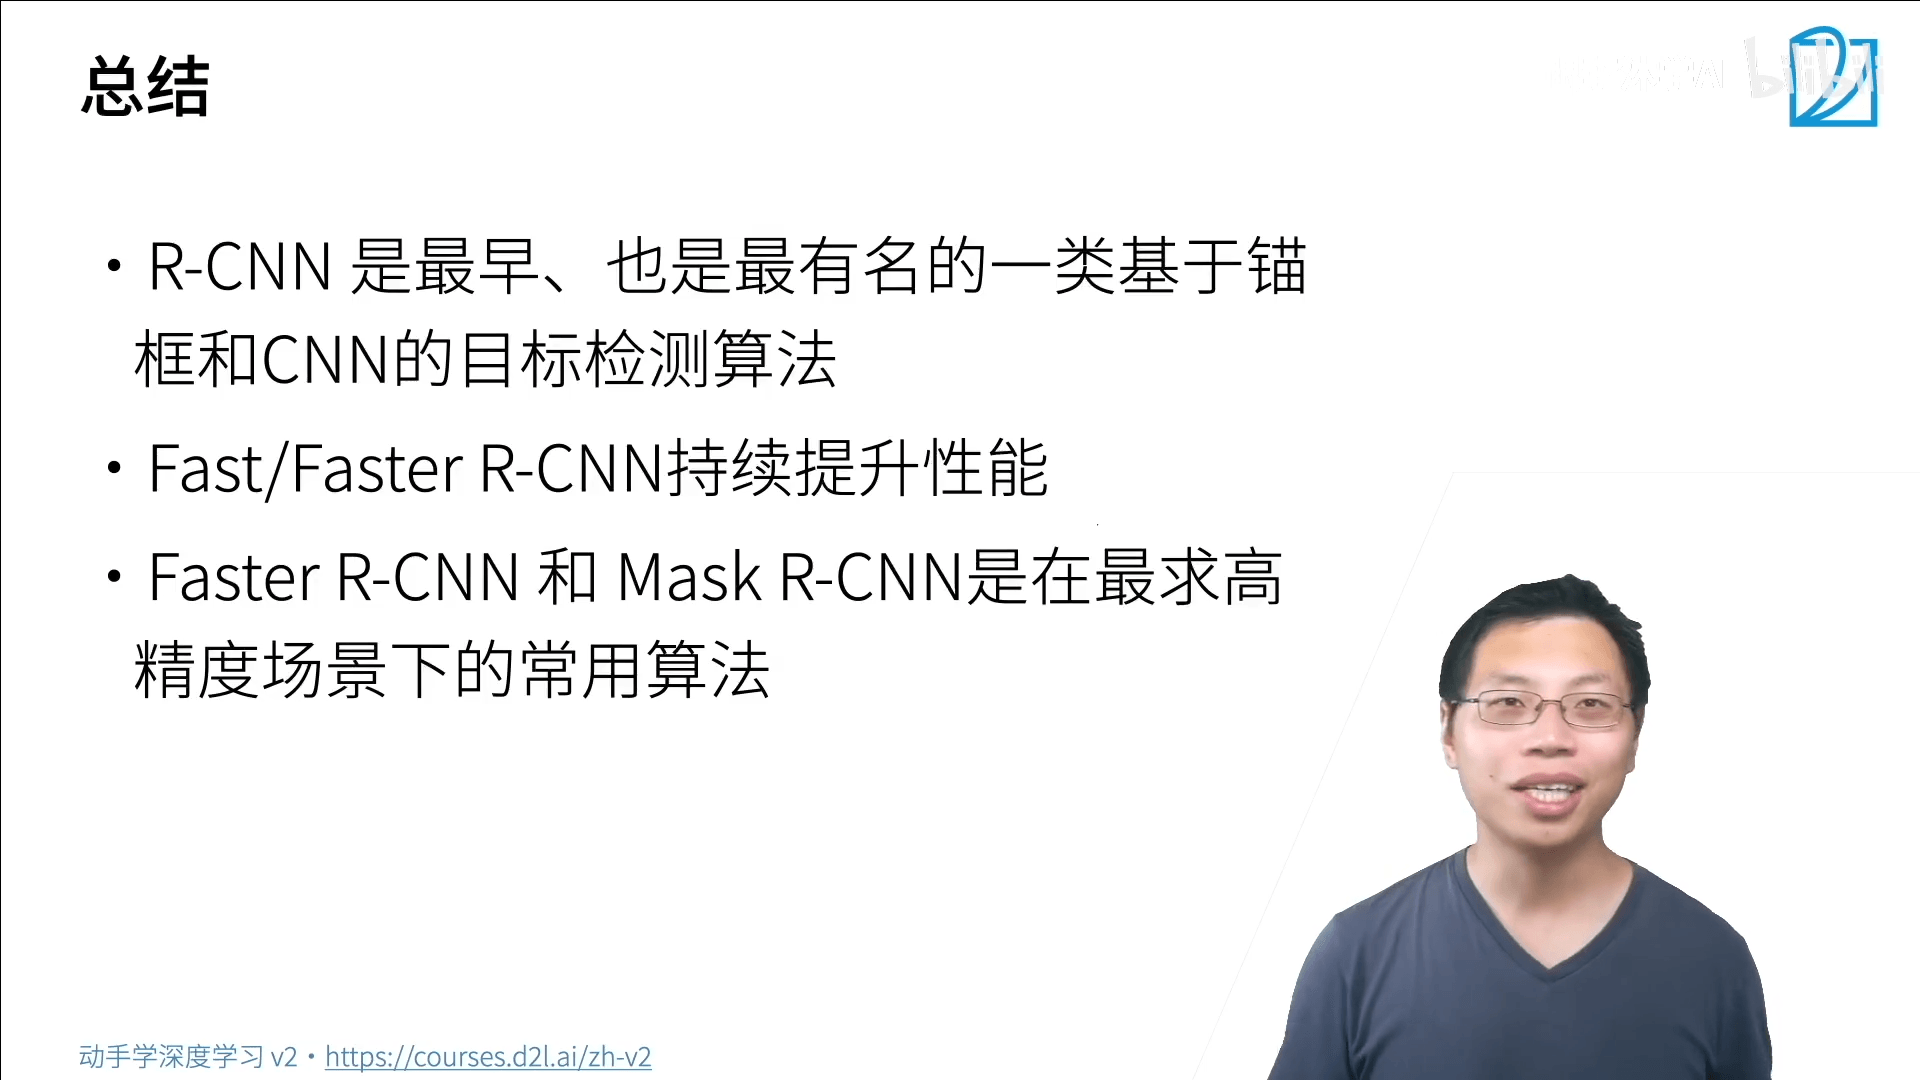 总结
• R-CNN 是最早、也是最有名的一类基于锚
框和CNN的目标检测算法
• Fast/Faster R-CNN持续提升性能
• Faster R-CNN 和 Mask R-CNN是在最求高
精度场景下的常用算法
动手学深度学习 v2 • https://courses.d2l.ai/zh-v2
bilibili